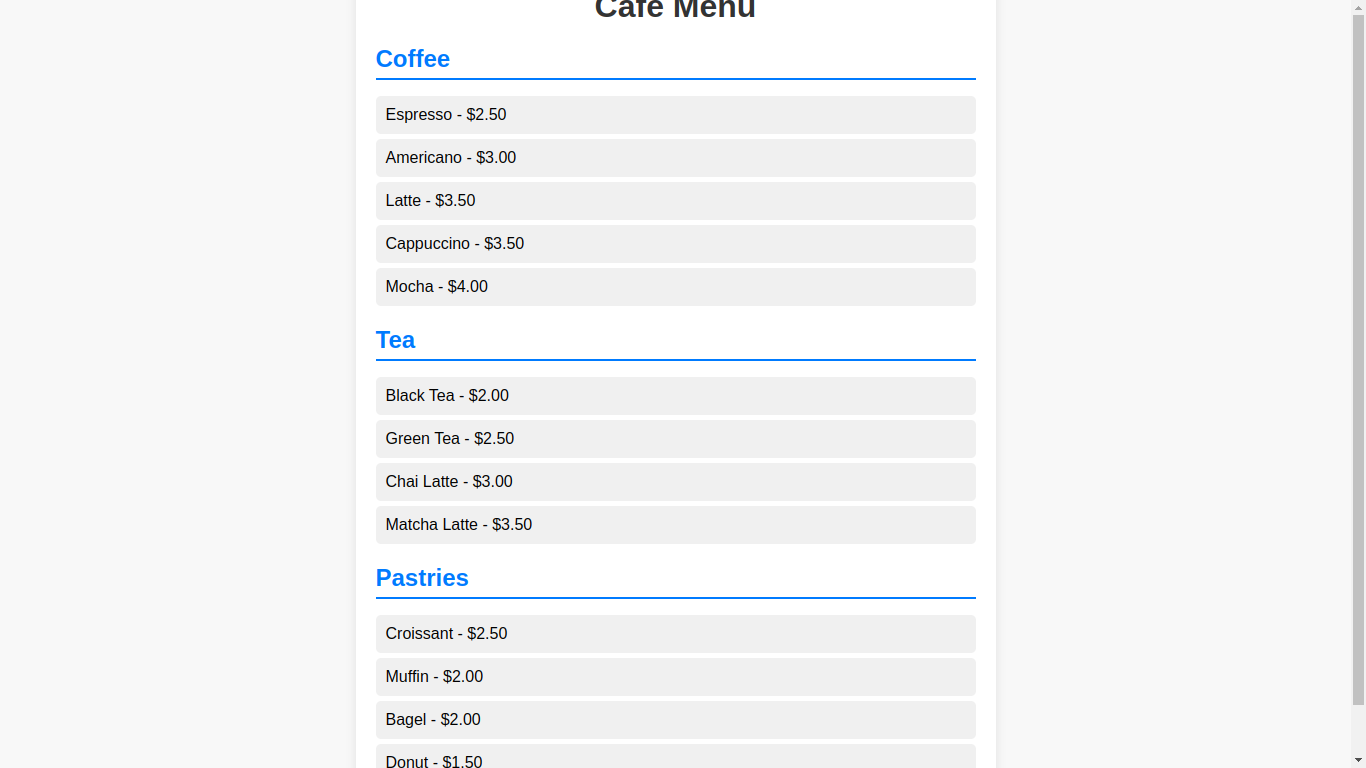 Cafe Menu
Coffee
Espresso - $2.50
Americano - $3.00
Latte - $3.50
Cappuccino - $3.50
Mocha - $4.00
Tea
Black Tea - $2.00
Green Tea - $2.50
Chai Latte - $3.00
Matcha Latte - $3.50
Pastries
Croissant - $2.50
Muffin - $2.00
Bagel - $2.00
Donut - $1.50